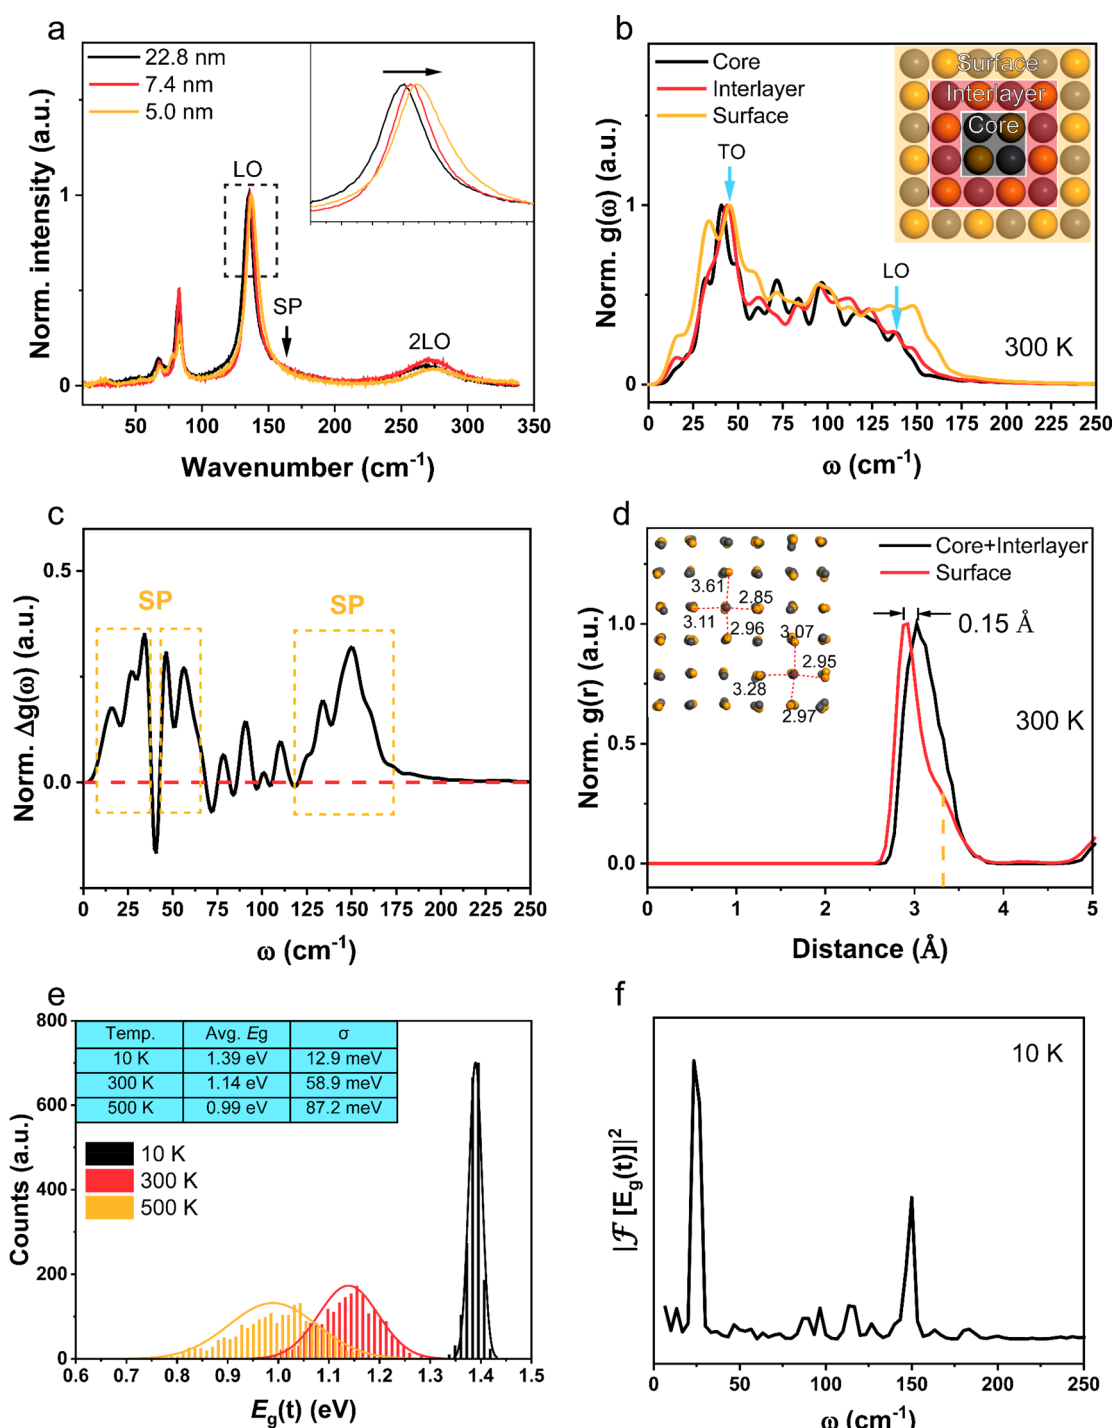 a
22.8 nm
7.4 nm
5.0 nm
LO
SP
2LO
Norm. intensity (a.u.)
1
0
50 100 150 200 250 300 350
Wavenumber (cm-1)
b
Core
Interlayer
Surface
TO
LO
Surface
Interlayer
Core
300 K
Norm. g(ω) (a.u.)
1
0
0 25 50 75 100 125 150 175 200 225 250
ω (cm-1)
c
SP
SP
Norm. Δg(ω) (a.u.)
0.5
0.0
0 25 50 75 100 125 150 175 200 225 250
ω (cm-1)
d
Core+Interlayer
Surface
3.61
2.85
3.11
2.96
3.07
2.95
3.28
2.97
0.15 Å
300 K
Norm. g(r) (a.u.)
1.0
0.5
0.0
0 1 2 3 4 5
Distance (Å)
e
Temp. Avg. Eg σ
10 K 1.39 eV 12.9 meV
300 K 1.14 eV 58.9 meV
500 K 0.99 eV 87.2 meV
10 K
300 K
500 K
Counts (a.u.)
800
600
400
200
0
0.6 0.7 0.8 0.9 1.0 1.1 1.2 1.3 1.4 1.5
Eg(t) (eV)
f
10 K
|ℱ [Eg(t)]|2
0 50 100 150 200 250
ω (cm-1)